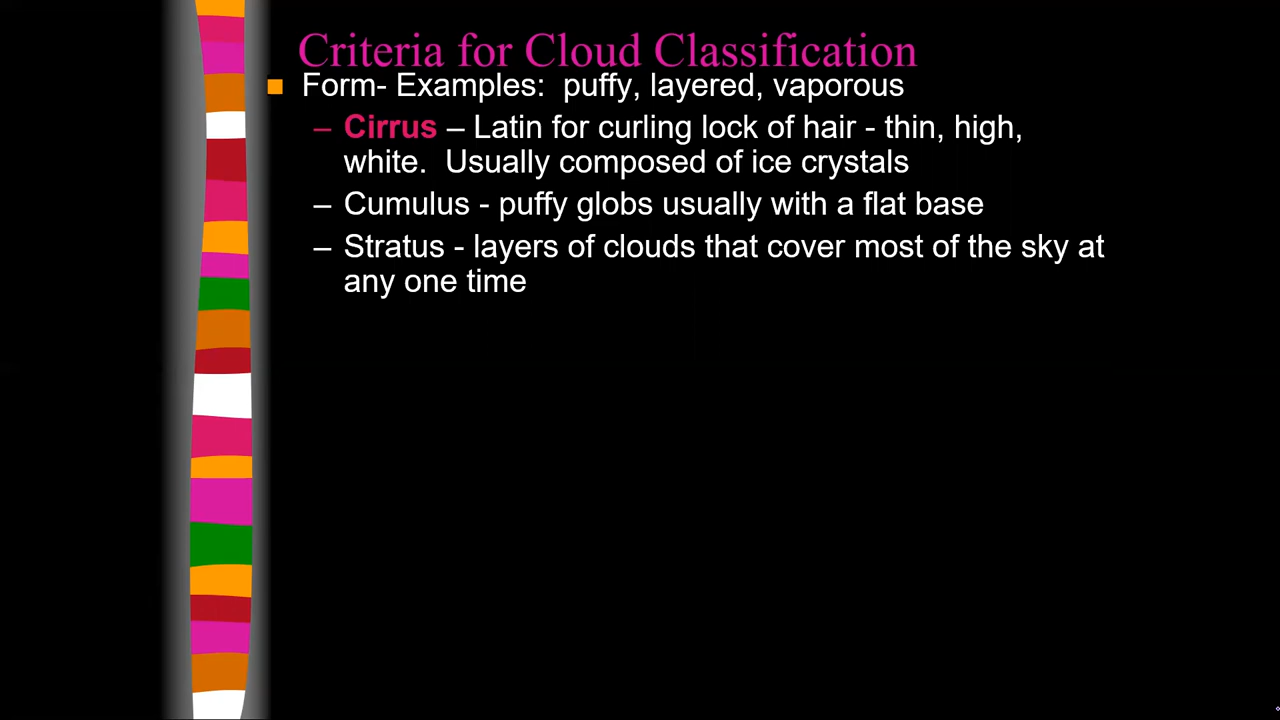 Criteria for Cloud Classification
Form- Examples:  puffy, layered, vaporous
– Cirrus – Latin for curling lock of hair - thin, high,
white.  Usually composed of ice crystals
– Cumulus - puffy globs usually with a flat base
– Stratus - layers of clouds that cover most of the sky at
any one time